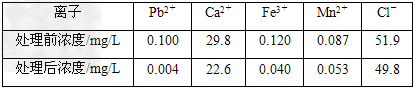 离子 Pb²⁺ Ca²⁺ Fe³⁺ Mn²⁺ Cl⁻
处理前浓度/mg/L 0.100 29.8 0.120 0.087 51.9
处理后浓度/mg/L 0.004 22.6 0.040 0.053 49.8